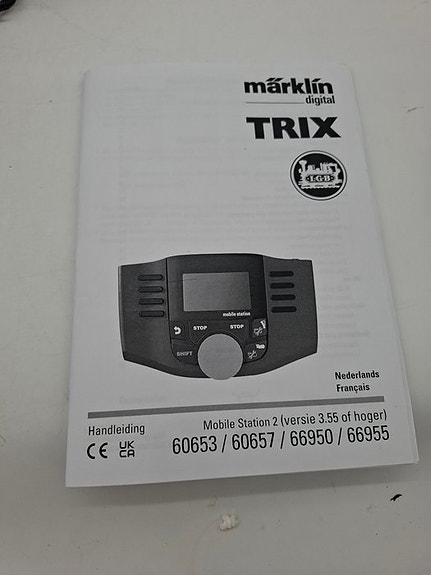 märklin
digital
TRIX
L·G·B
mobile station
STOP STOP
SHIFT
Nederlands
Français
Handleiding
Mobile Station 2 (versie 3.55 of hoger)
CE UK CA
60653 / 60657 / 66950 / 66955